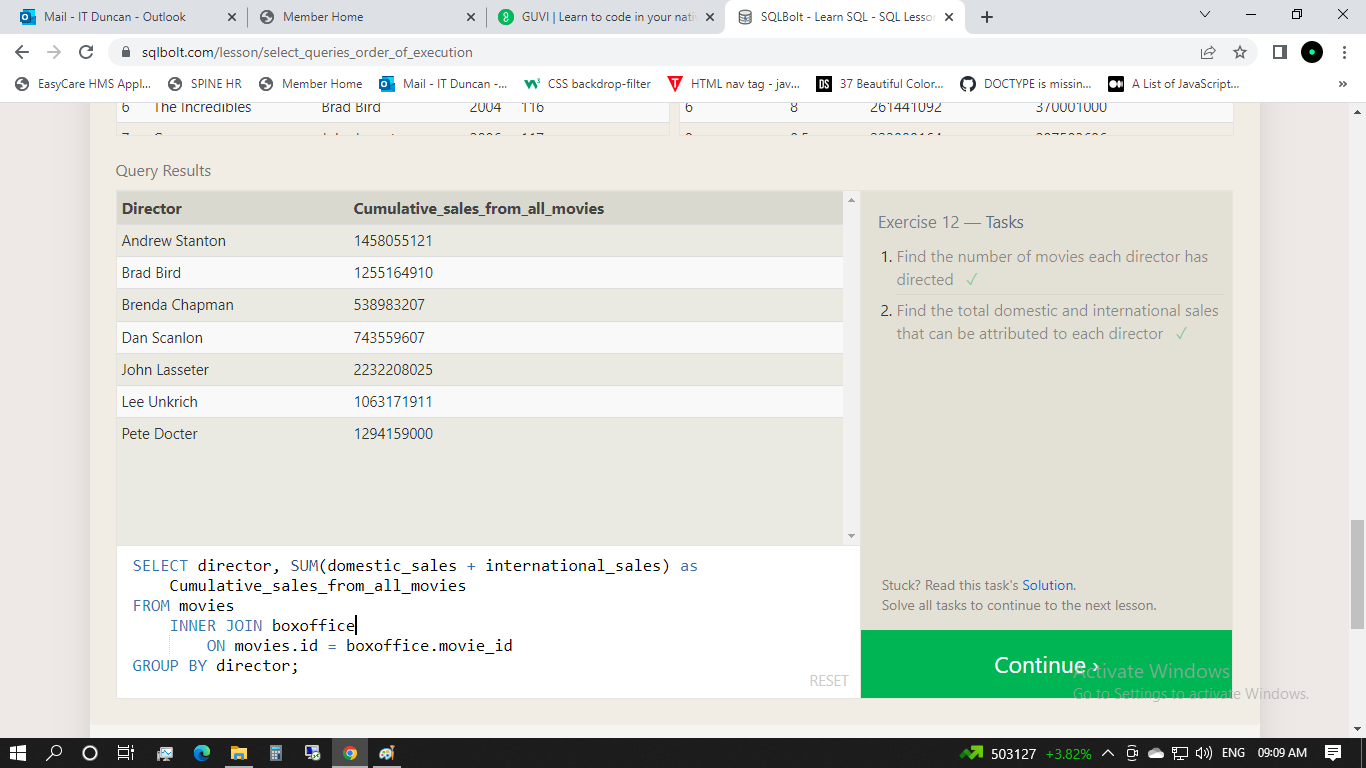 Mail - IT Duncan - Outlook
Member Home
GUVI | Learn to code in your nati
SQLBolt - Learn SQL - SQL Lesso
sqlbolt.com/lesson/select_queries_order_of_execution
EasyCare HMS Appl...
SPINE HR
Member Home
Mail - IT Duncan -...
CSS backdrop-filter
HTML nav tag - jav...
DS
37 Beautiful Color...
DOCTYPE is missin...
A List of JavaScript...
6 The Incredibles Brad Bird 2004 116
6 8 261441092 370001000
Query Results
Director Cumulative_sales_from_all_movies
Andrew Stanton 1458055121
Brad Bird 1255164910
Brenda Chapman 538983207
Dan Scanlon 743559607
John Lasseter 2232208025
Lee Unkrich 1063171911
Pete Docter 1294159000
SELECT director, SUM(domestic_sales + international_sales) as
Cumulative_sales_from_all_movies
FROM movies
INNER JOIN boxoffice
ON movies.id = boxoffice.movie_id
GROUP BY director;
RESET
Exercise 12 — Tasks
1. Find the number of movies each director has
directed ✓
2. Find the total domestic and international sales
that can be attributed to each director ✓
Stuck? Read this task's Solution.
Solve all tasks to continue to the next lesson.
Continue ›
Activate Windows
Go to Settings to activate Windows.
503127 +3.82%
ENG
09:09 AM